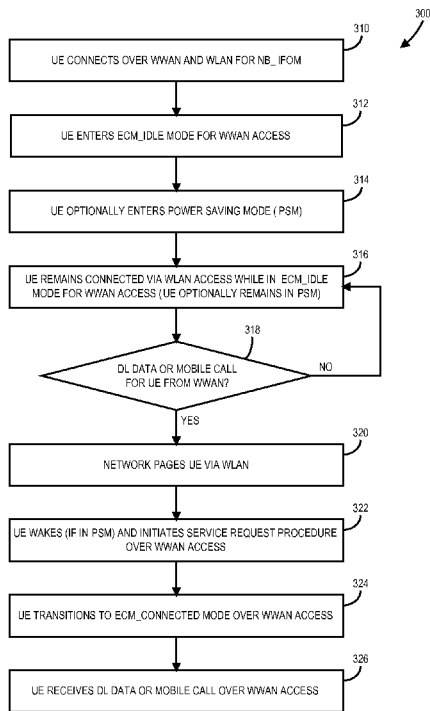 300
310
UE CONNECTS OVER WWAN AND WLAN FOR NB_ IFOM
312
UE ENTERS ECM_IDLE MODE FOR WWAN ACCESS
314
UE OPTIONALLY ENTERS POWER SAVING MODE ( PSM)
316
UE REMAINS CONNECTED VIA WLAN ACCESS WHILE IN ECM_IDLE
MODE FOR WWAN ACCESS (UE OPTIONALLY REMAINS IN PSM)
318
DL DATA OR MOBILE CALL
FOR UE FROM WWAN?
NO
YES
320
NETWORK PAGES UE VIA WLAN
322
UE WAKES (IF IN PSM) AND INITIATES SERVICE REQUEST PROCEDURE
OVER WWAN ACCESS
324
UE TRANSITIONS TO ECM_CONNECTED MODE OVER WWAN ACCESS
326
UE RECEIVES DL DATA OR MOBILE CALL OVER WWAN ACCESS